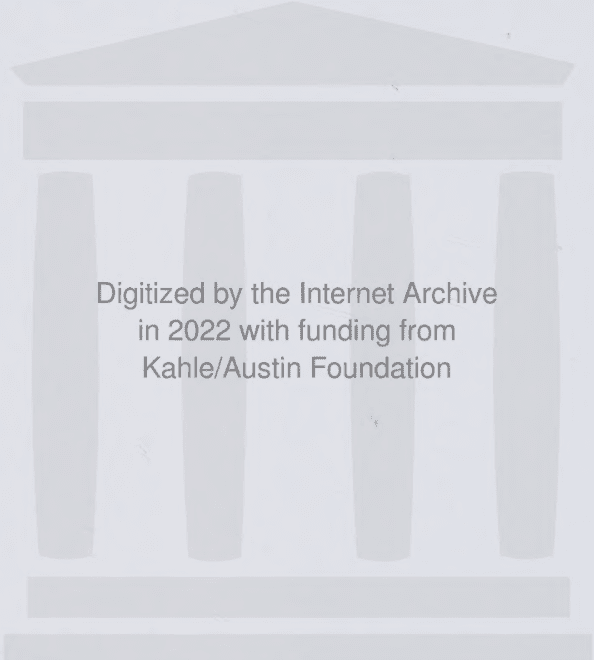 Digitized by the Internet Archive
in 2022 with funding from
Kahle/Austin Foundation